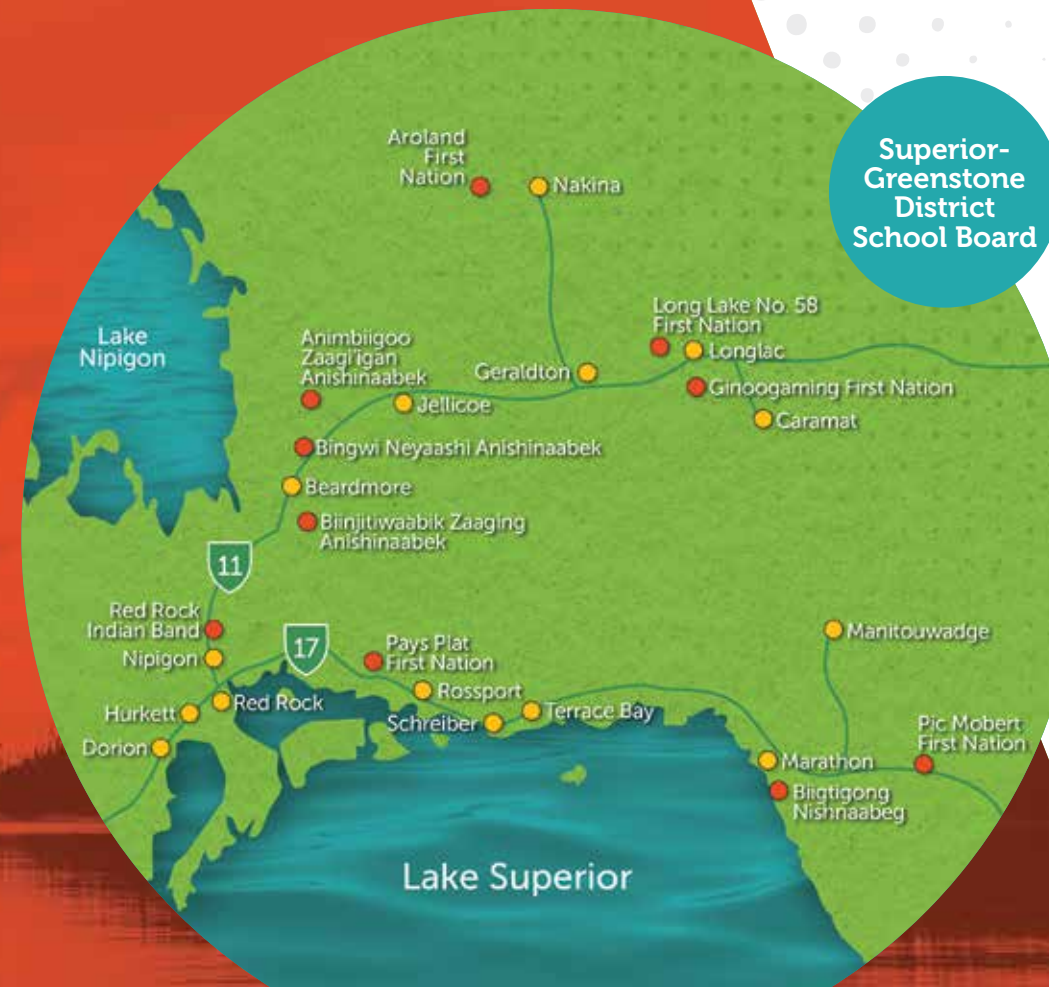 Superior-
Greenstone
District
School Board
Aroland
First
Nation
Nakina
Lake
Nipigon
Long Lake No. 58
First Nation
Longlac
Animbiigoo
Zaagi'igan
Anishinaabek
Geraldton
Jellicoe
Ginoogaming First Nation
Caramat
Bingwi Neyaashi Anishinaabek
Beardmore
Biinjitiwaabik Zaaging
Anishinaabek
11
Red Rock
Indian Band
Nipigon
17
Pays Plat
First Nation
Manitouwadge
Rossport
Red Rock
Hurkett
Schreiber
Terrace Bay
Dorion
Pic Mobert
First Nation
Marathon
Biigtigong
Nishnaabeg
Lake Superior